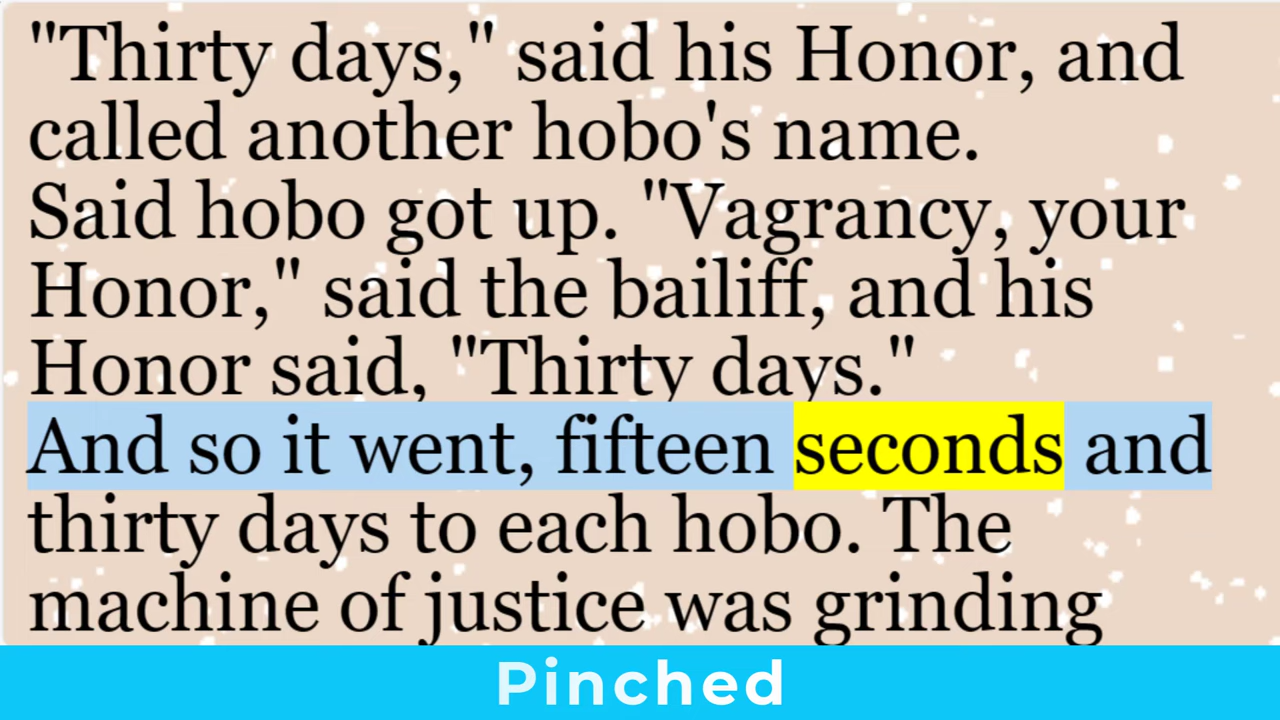 "Thirty days," said his Honor, and
called another hobo's name.
Said hobo got up. "Vagrancy, your
Honor," said the bailiff, and his
Honor said, "Thirty days."
And so it went, fifteen seconds and
thirty days to each hobo. The
machine of justice was grinding
Pinched